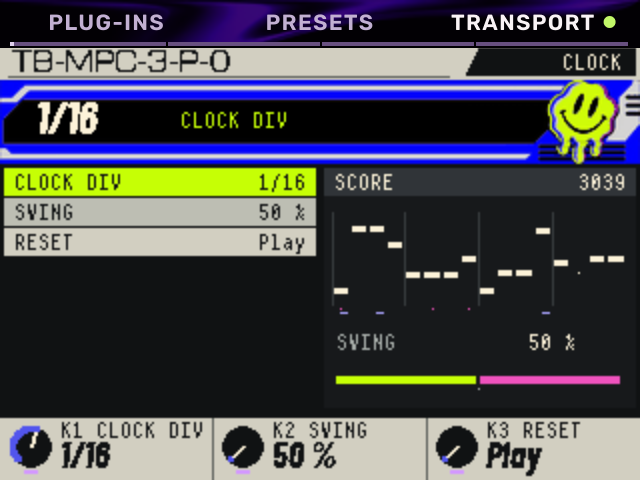 PLUG-INS PRESETS TRANSPORT
TB-MPC-3-P-0 CLOCK
1/16 CLOCK DIV
CLOCK DIV 1/16
SWING 50 %
RESET Play
SCORE 3039
SWING 50 %
K1 CLOCK DIV
1/16
K2 SWING
50 %
K3 RESET
Play